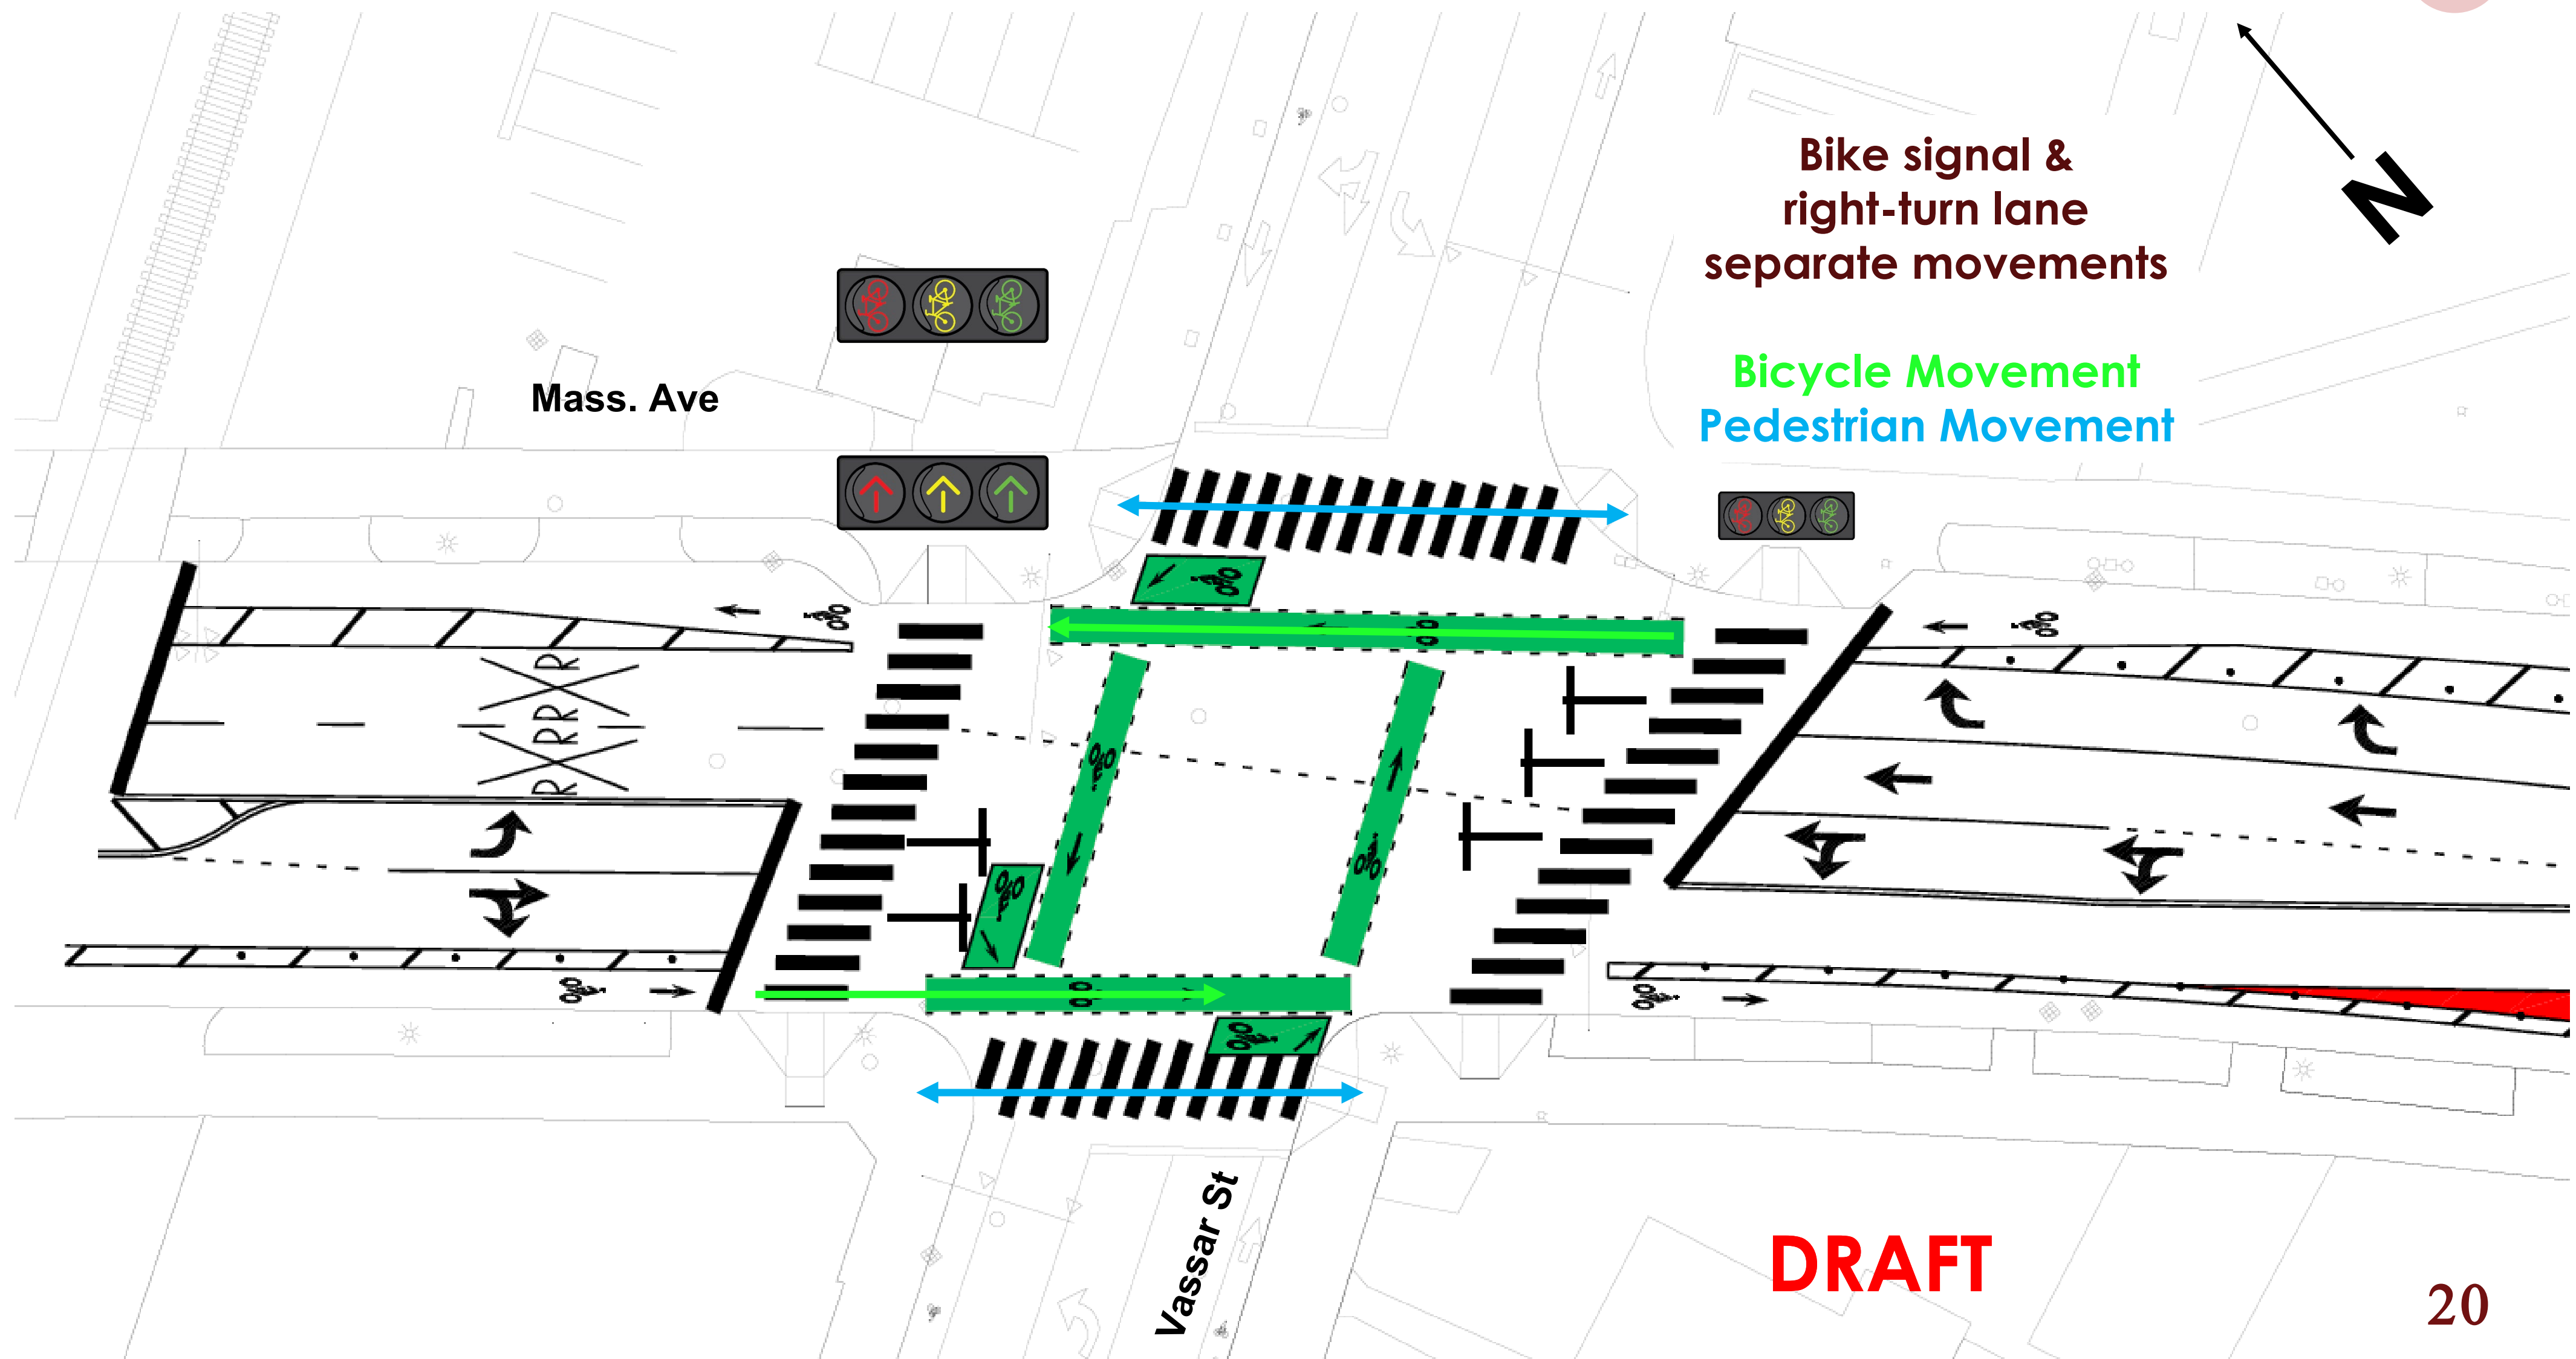 N
Bike signal &
right-turn lane
separate movements
Bicycle Movement
Pedestrian Movement
Mass. Ave
R R
R R
Vassar St
DRAFT
20